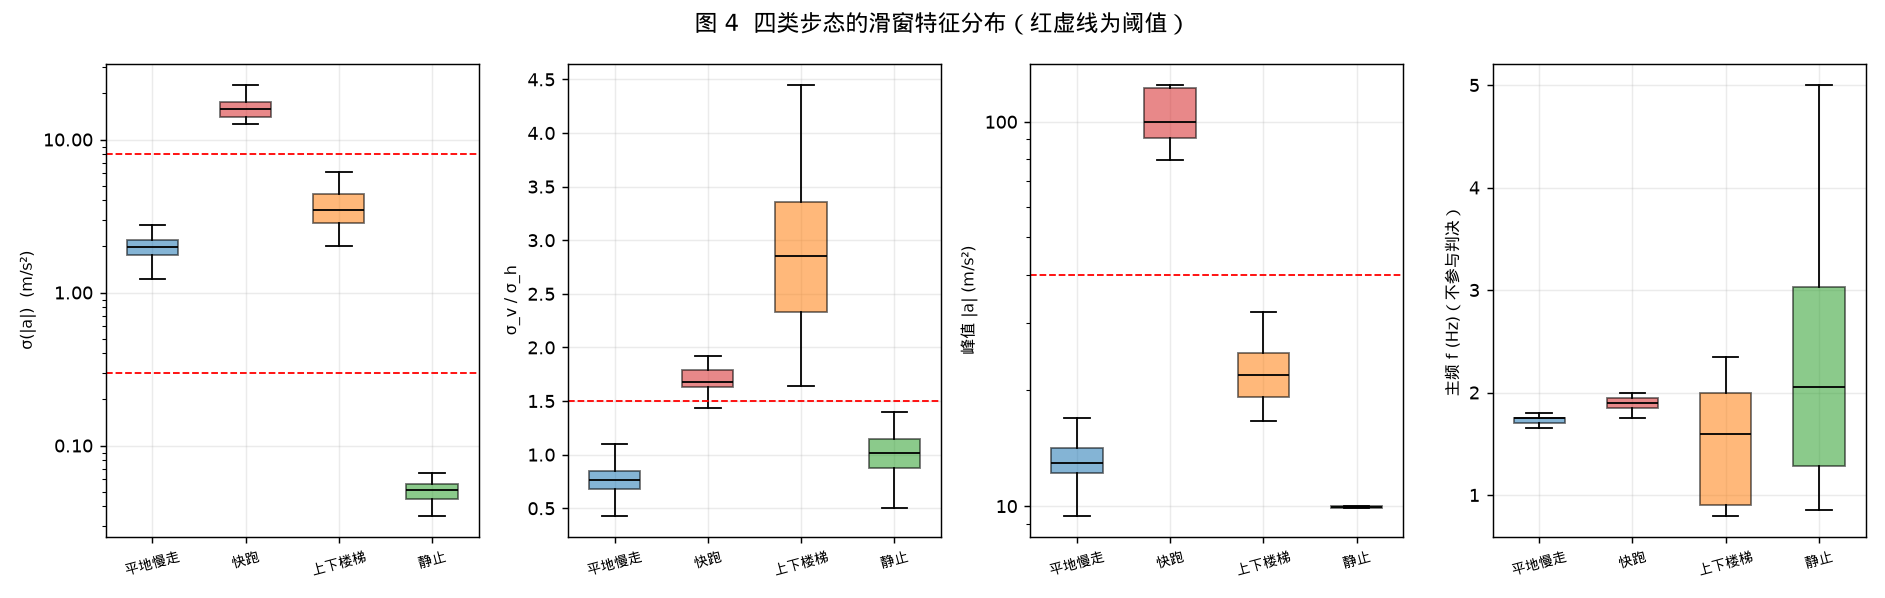 图 4 四类步态的滑窗特征分布（红虚线为阈值）
σ(|a|) (m/s²)
10.00
1.00
0.10
平地慢走
快跑
上下楼梯
静止
σ_v / σ_h
4.5
4.0
3.5
3.0
2.5
2.0
1.5
1.0
0.5
平地慢走
快跑
上下楼梯
静止
峰值 |a| (m/s²)
100
10
平地慢走
快跑
上下楼梯
静止
主频 f (Hz)（不参与判决）
5
4
3
2
1
平地慢走
快跑
上下楼梯
静止